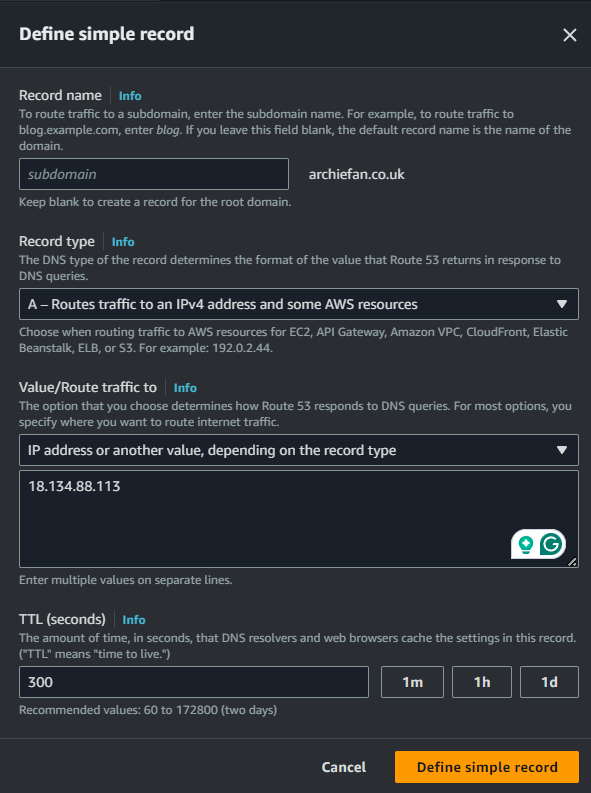 Define simple record
Record name Info
To route traffic to a subdomain, enter the subdomain name. For example, to route traffic to
blog.example.com, enter blog. If you leave this field blank, the default record name is the name of the
domain.
subdomain archiefan.co.uk
Keep blank to create a record for the root domain.
Record type Info
The DNS type of the record determines the format of the value that Route 53 returns in response to
DNS queries.
A – Routes traffic to an IPv4 address and some AWS resources
Choose when routing traffic to AWS resources for EC2, API Gateway, Amazon VPC, CloudFront, Elastic
Beanstalk, ELB, or S3. For example: 192.0.2.44.
Value/Route traffic to Info
The option that you choose determines how Route 53 responds to DNS queries. For most options, you
specify where you want to route internet traffic.
IP address or another value, depending on the record type
18.134.88.113
Enter multiple values on separate lines.
TTL (seconds) Info
The amount of time, in seconds, that DNS resolvers and web browsers cache the settings in this record.
("TTL" means "time to live.")
300 1m 1h 1d
Recommended values: 60 to 172800 (two days)
Cancel Define simple record